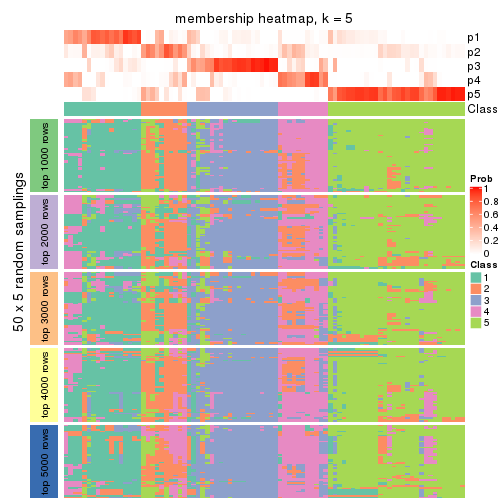 membership heatmap, k = 5
p1
p2
p3
p4
p5
Class
50 x 5 random samplings
top 1000 rows
top 2000 rows
top 3000 rows
top 4000 rows
top 5000 rows
Prob
1
0.8
0.6
0.4
0.2
0
Class
1
2
3
4
5